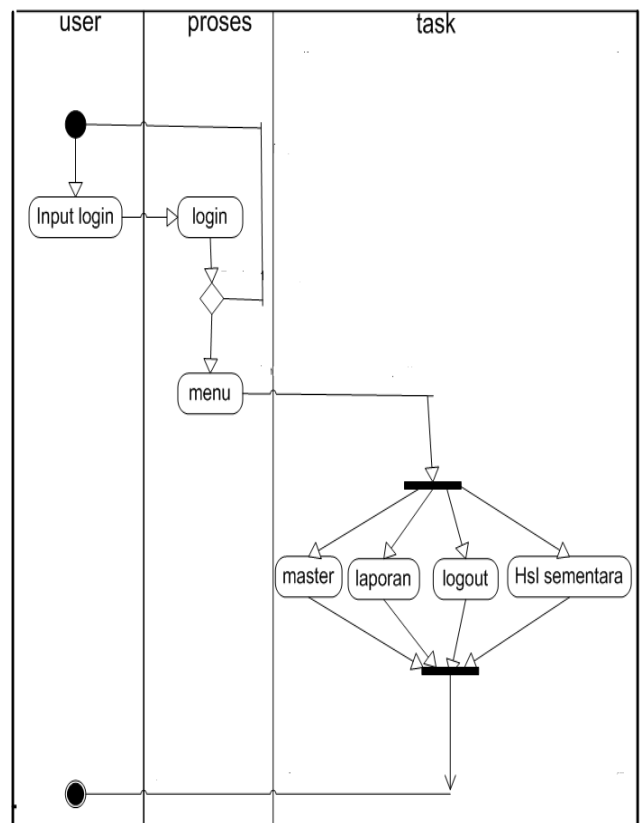 user proses task
Input login login
menu
master laporan logout Hsl sementara